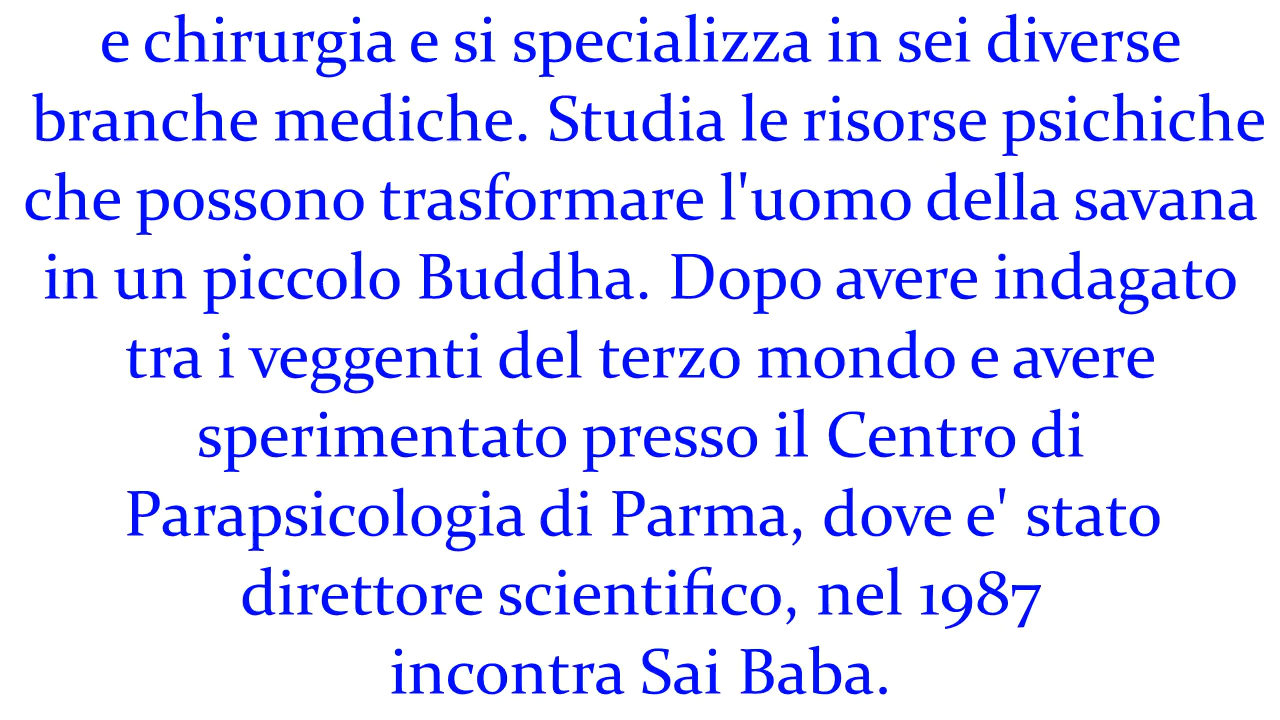 e chirurgia e si specializza in sei diverse
branche mediche. Studia le risorse psichiche
che possono trasformare l'uomo della savana
in un piccolo Buddha. Dopo avere indagato
tra i veggenti del terzo mondo e avere
sperimentato presso il Centro di
Parapsicologia di Parma, dove e' stato
direttore scientifico, nel 1987
incontra Sai Baba.